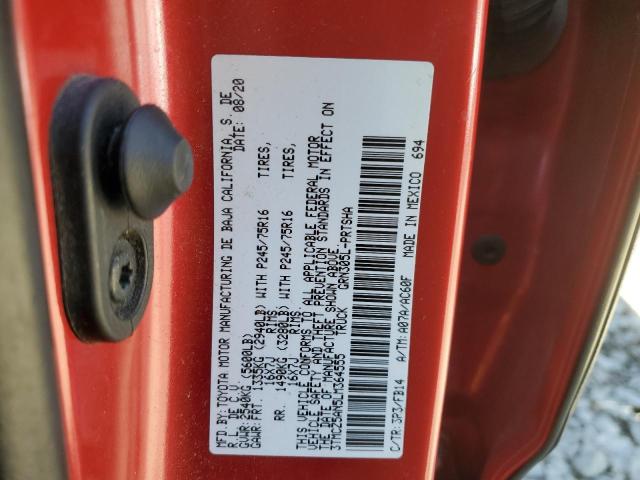 MFD. BY: TOYOTA MOTOR MANUFACTURING DE BAJA CALIFORNIA, S. DE
R. L. DE C. V. DATE: 08/20
GVWR: 2540KG (5600LB)
GAWR: FRT. 1335KG (2940LB) WITH P245/75R16 TIRES,
16X7J RIMS,
RR. 1490KG (3280LB) WITH P245/75R16 TIRES,
16X7J RIMS,
THIS VEHICLE CONFORMS TO ALL APPLICABLE FEDERAL MOTOR
VEHICLE SAFETY AND THEFT PREVENTION STANDARDS IN EFFECT ON
THE DATE OF MANUFACTURE SHOWN ABOVE.
3TMCZ5AN5LM364555 TRUCK GRN305L-PRTSHA
C/TR: 3P3/FB14 A/TM: A07A/AC60F MADE IN MEXICO 694